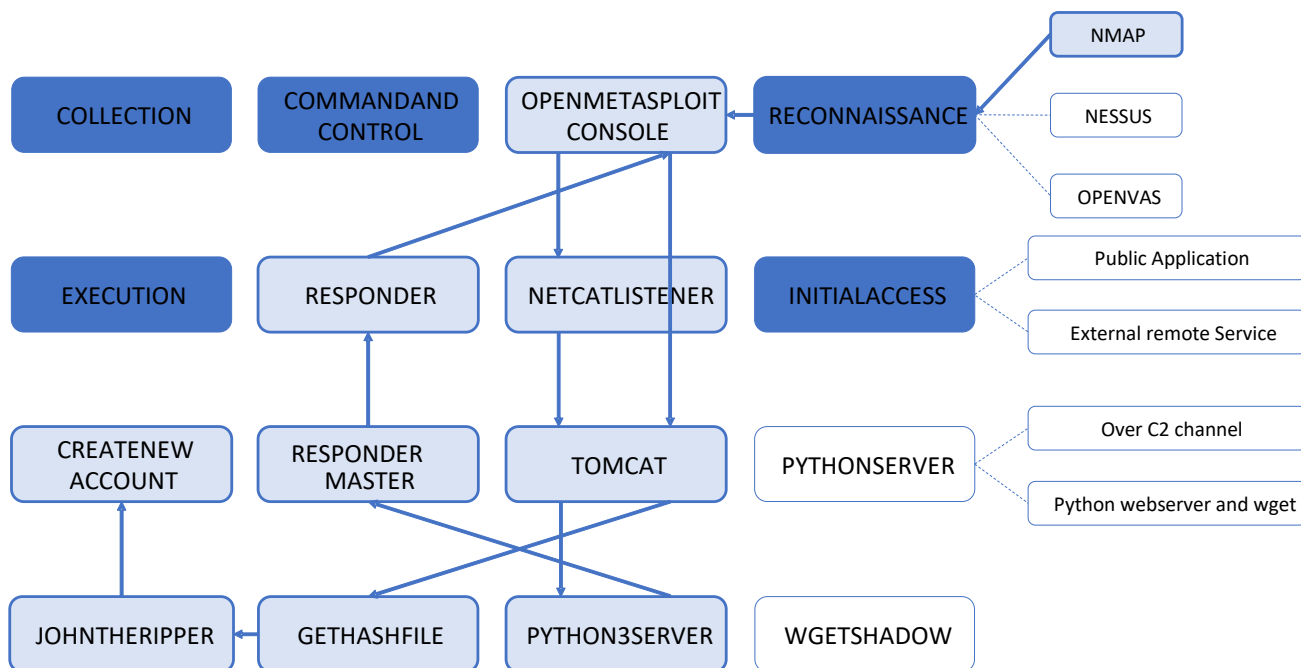 NMAP
COLLECTION
COMMANDAND
CONTROL
OPENMETASPLOIT
CONSOLE
RECONNAISSANCE
NESSUS
OPENVAS
EXECUTION
RESPONDER
NETCATLISTENER
INITIALACCESS
Public Application
External remote Service
CREATENEW
ACCOUNT
RESPONDER
MASTER
TOMCAT
PYTHONSERVER
Over C2 channel
Python webserver and wget
JOHNTHERIPPER
GETHASHFILE
PYTHON3SERVER
WGETSHADOW